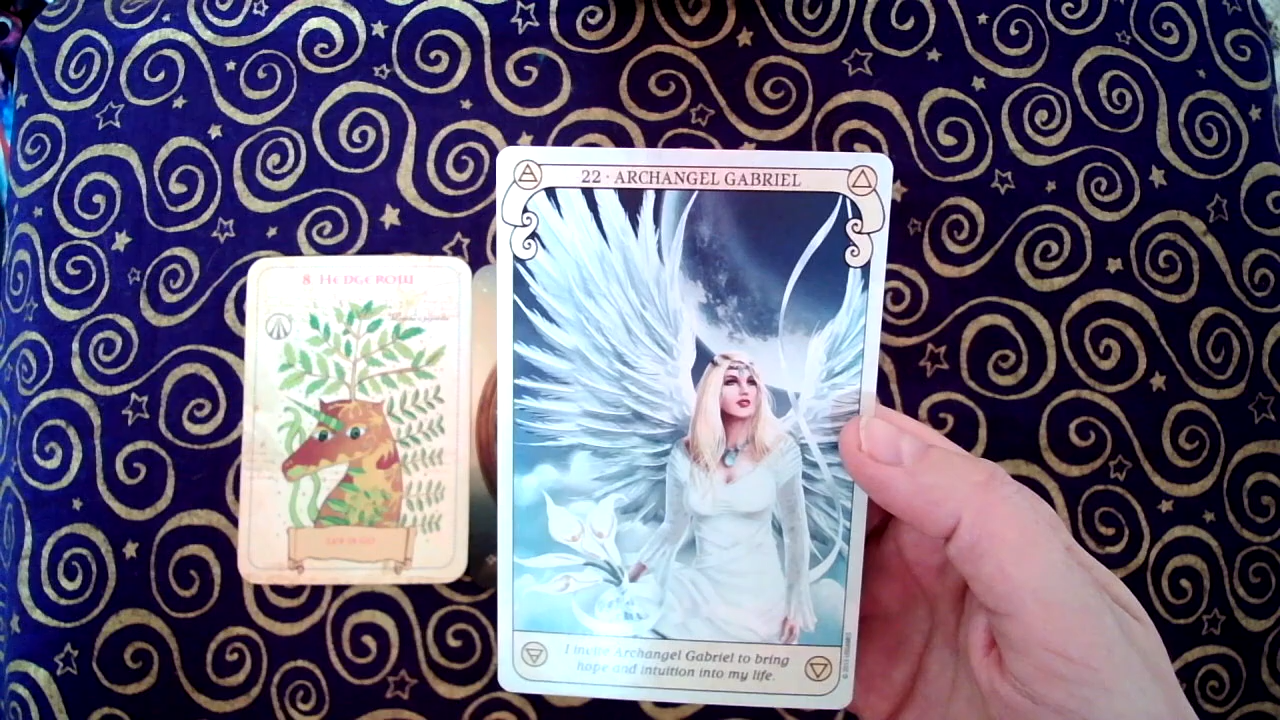 8 HEDGEROW
22 · ARCHANGEL GABRIEL
I invite Archangel Gabriel to bring
hope and intuition into my life.